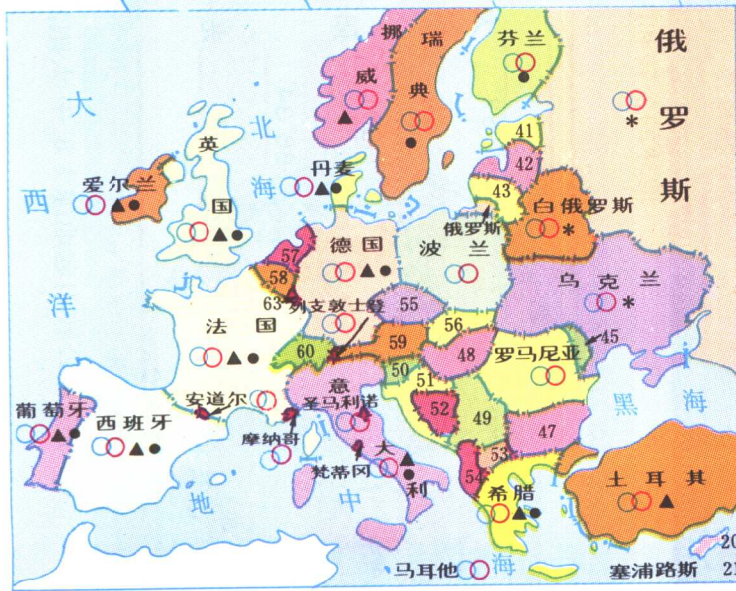 挪威
瑞典
芬兰
俄罗斯
大西洋
北海
英国
爱尔兰
丹麦
41
42
43
俄罗斯
白俄罗斯
德国
波兰
乌克兰
57
58
63
列支敦士登
55
56
法国
60
59
50
48
罗马尼亚
45
51
52
49
47
53
54
意大利
圣马利诺
安道尔
摩纳哥
梵蒂冈
葡萄牙
西班牙
希腊
土耳其
黑海
地中海
马耳他
塞浦路斯
20
21